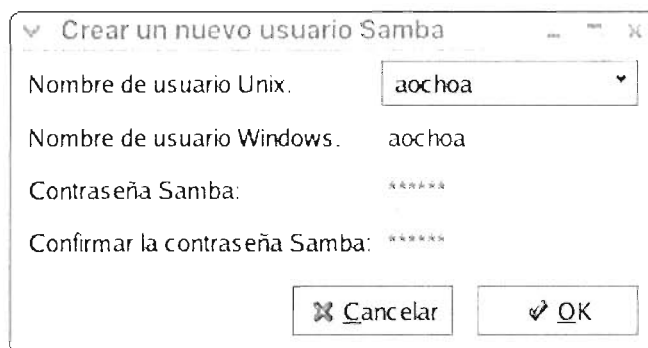 Crear un nuevo usuario Samba
Nombre de usuario Unix. aochoa
Nombre de usuario Windows. aochoa
Contraseña Samba: ******
Confirmar la contraseña Samba: ******
Cancelar OK